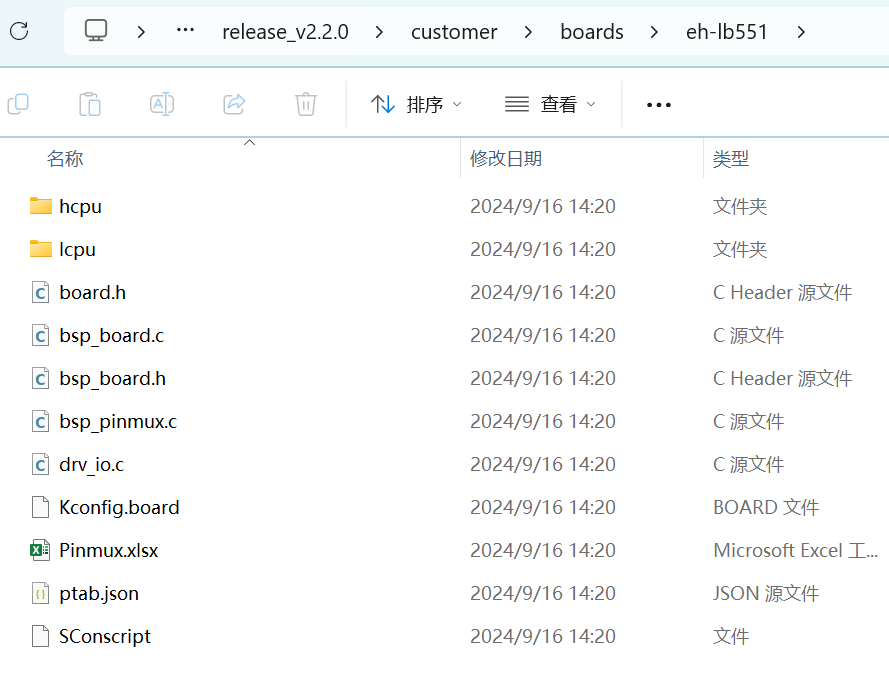 release_v2.2.0 > customer > boards > eh-lb551 >
排序 查看
名称 修改日期 类型
hcpu 2024/9/16 14:20 文件夹
lcpu 2024/9/16 14:20 文件夹
board.h 2024/9/16 14:20 C Header 源文件
bsp_board.c 2024/9/16 14:20 C 源文件
bsp_board.h 2024/9/16 14:20 C Header 源文件
bsp_pinmux.c 2024/9/16 14:20 C 源文件
drv_io.c 2024/9/16 14:20 C 源文件
Kconfig.board 2024/9/16 14:20 BOARD 文件
Pinmux.xlsx 2024/9/16 14:20 Microsoft Excel 工...
ptab.json 2024/9/16 14:20 JSON 源文件
SConscript 2024/9/16 14:20 文件